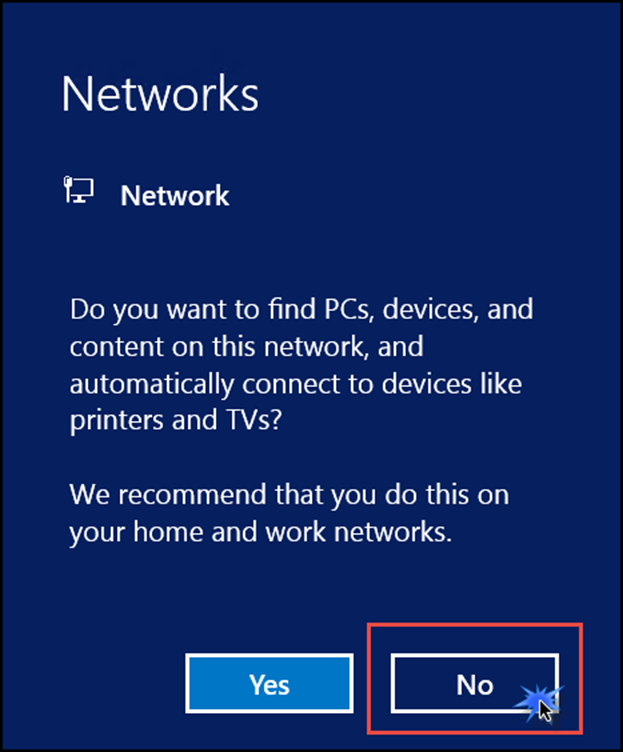 Networks
Network
Do you want to find PCs, devices, and
content on this network, and
automatically connect to devices like
printers and TVs?
We recommend that you do this on
your home and work networks.
Yes
No